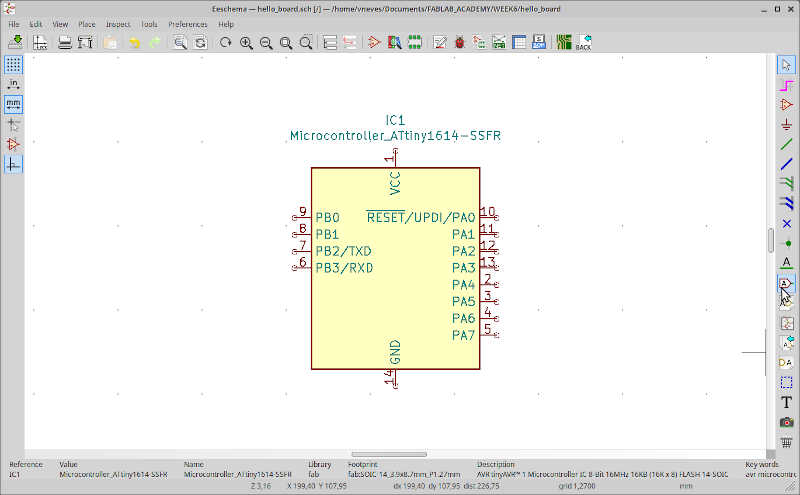 Eeschema — hello_board.sch [/] — /home/vnieves/Documents/FABLAB_ACADEMY/WEEK6/hello_board
File Edit View Place Inspect Tools Preferences Help
BACK
in
mm
IC1
Microcontroller_ATtiny1614-SSFR
1
VCC
9 PB0 RESET/UPDI/PA0 10
8 PB1 PA1 11
7 PB2/TXD PA2 12
6 PB3/RXD PA3 13
PA4 2
PA5 3
PA6 4
PA7 5
GND
14
A
A
T
Reference Value Name Library Footprint Description Key words
IC1 Microcontroller_ATtiny1614-SSFR Microcontroller_ATtiny1614-SSFR fab fab:SOIC-14_3.9x8.7mm_P1.27mm AVR tinyAVR™ 1 Microcontroller IC 8-Bit 16MHz 16KB (16K x 8) FLASH 14-SOIC avr microcontrc
Z 3,16 X 199,40 Y 107,95 dx 199,40 dy 107,95 dist 226,75 grid 1,2700 mm